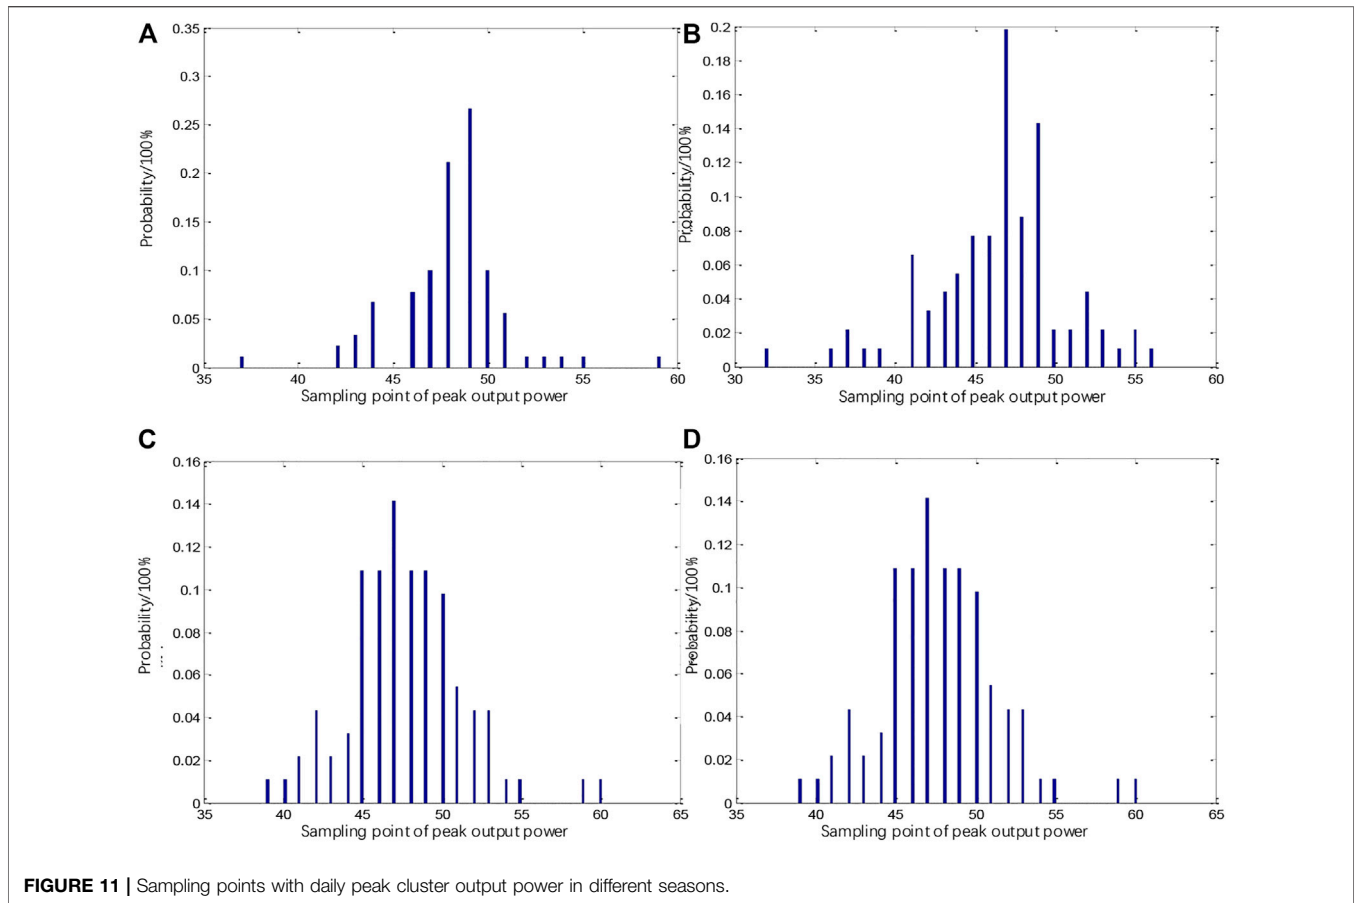 A
0.35
0.3
0.25
0.2
0.15
0.1
0.05
0
Probability/100%
35 40 45 50 55 60
Sampling point of peak output power
B
0.2
0.18
0.16
0.14
0.12
0.1
0.08
0.06
0.04
0.02
0
Probability/100%
30 35 40 45 50 55 60
Sampling point of peak output power
C
0.16
0.14
0.12
0.1
0.08
0.06
0.04
0.02
0
Probability/100%
35 40 45 50 55 60 65
Sampling point of peak output power
D
0.16
0.14
0.12
0.1
0.08
0.06
0.04
0.02
0
Probability/100%
35 40 45 50 55 60 65
Sampling point of peak output power
FIGURE 11 | Sampling points with daily peak cluster output power in different seasons.